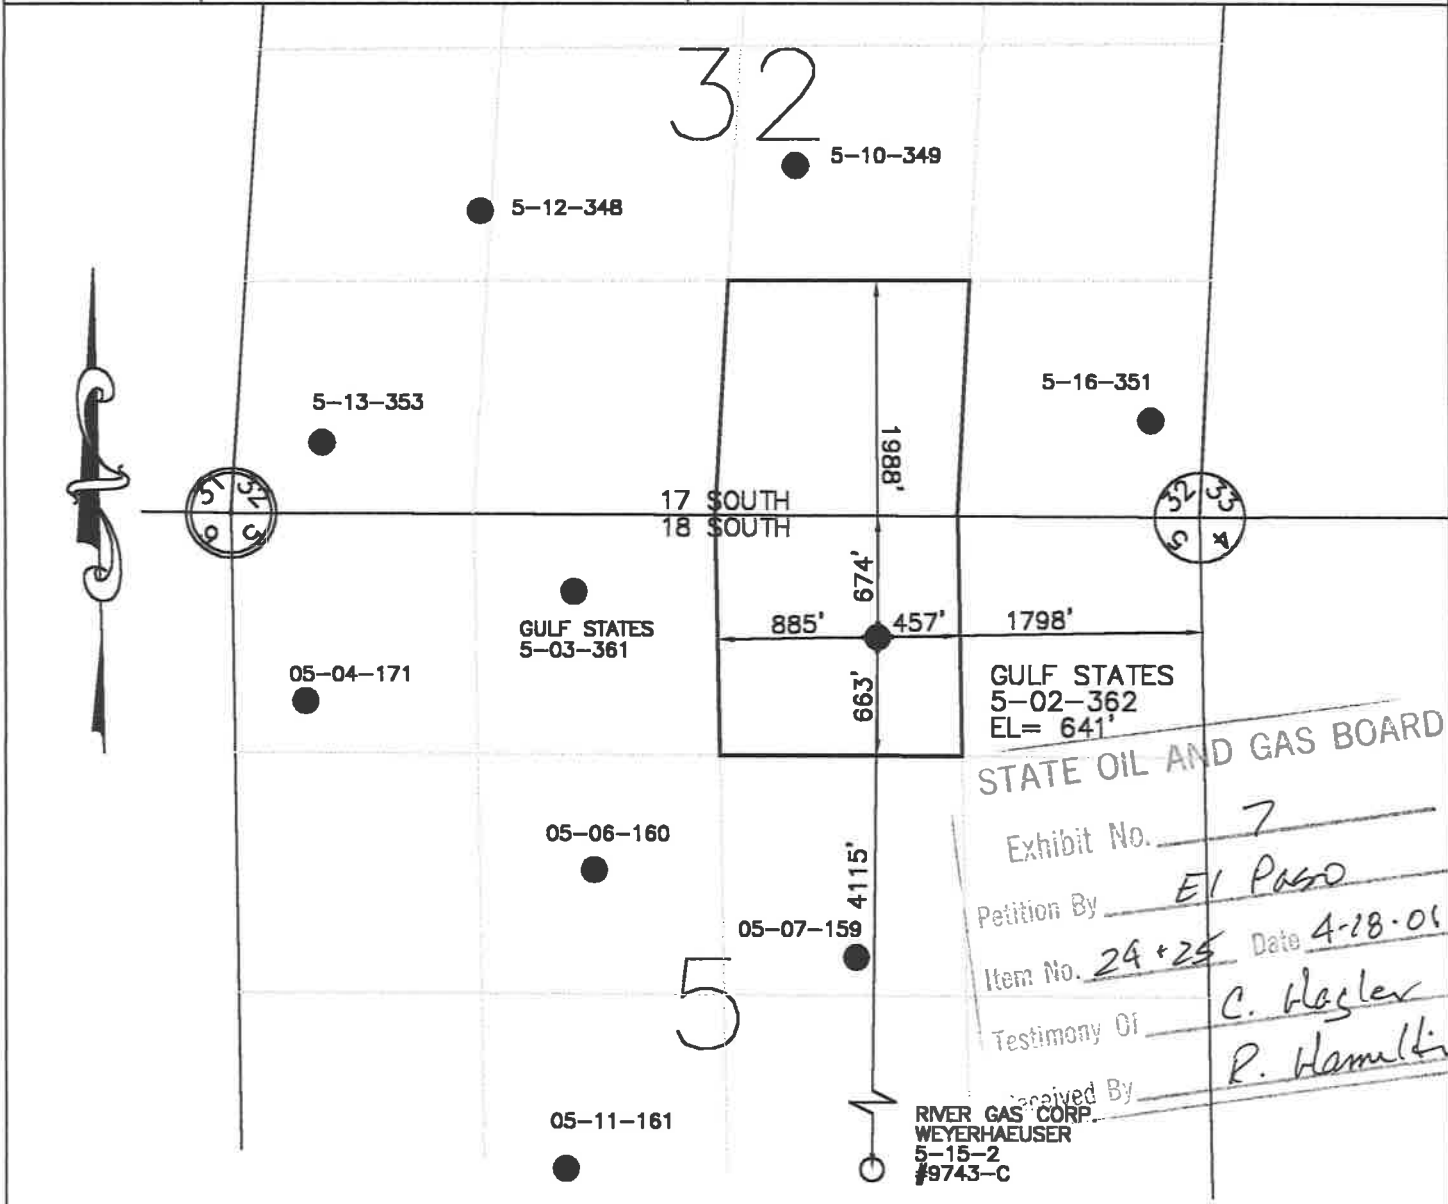 32
5-10-349
5-12-348
5-16-351
5-13-353
1988'
31 32
6 5
17 SOUTH
18 SOUTH
32 33
5 4
674'
GULF STATES
5-03-361
885'
457'
1798'
05-04-171
663'
GULF STATES
5-02-362
EL= 641'
STATE OIL AND GAS BOARD
Exhibit No. 7
Petition By El Paso
Item No. 24 + 25 Date 4-18-01
Testimony Of C. Hagler
Received By R. Hamilt
05-06-160
4115'
05-07-159
5
05-11-161
RIVER GAS CORP.
WEYERHAEUSER
5-15-2
#9743-C